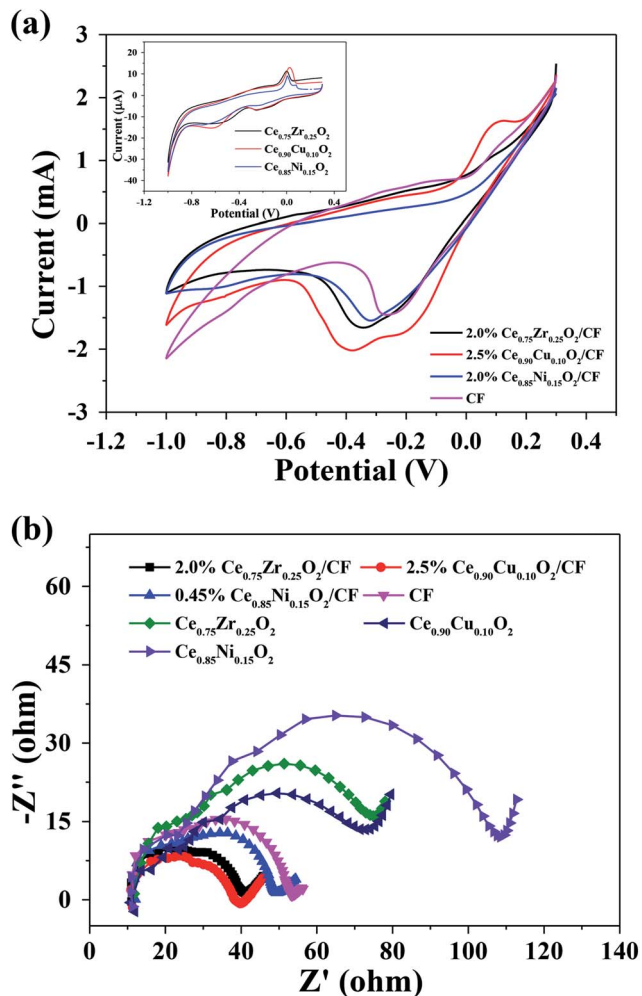 (a)
Current (mA)
3
2
1
0
-1
-2
-3
-1.2 -1.0 -0.8 -0.6 -0.4 -0.2 0.0 0.2 0.4
Potential (V)
Current (μA)
30
20
10
0
-10
-20
-30
-40
-1.2 -0.8 -0.4 0.0 0.4
Potential (V)
Ce0.75Zr0.25O2
Ce0.90Cu0.10O2
Ce0.85Ni0.15O2
2.0% Ce0.75Zr0.25O2/CF
2.5% Ce0.90Cu0.10O2/CF
2.0% Ce0.85Ni0.15O2/CF
CF
(b)
-Z'' (ohm)
60
45
30
15
0
0 20 40 60 80 100 120 140
Z' (ohm)
2.0% Ce0.75Zr0.25O2/CF 2.5% Ce0.90Cu0.10O2/CF
0.45% Ce0.85Ni0.15O2/CF CF
Ce0.75Zr0.25O2 Ce0.90Cu0.10O2
Ce0.85Ni0.15O2